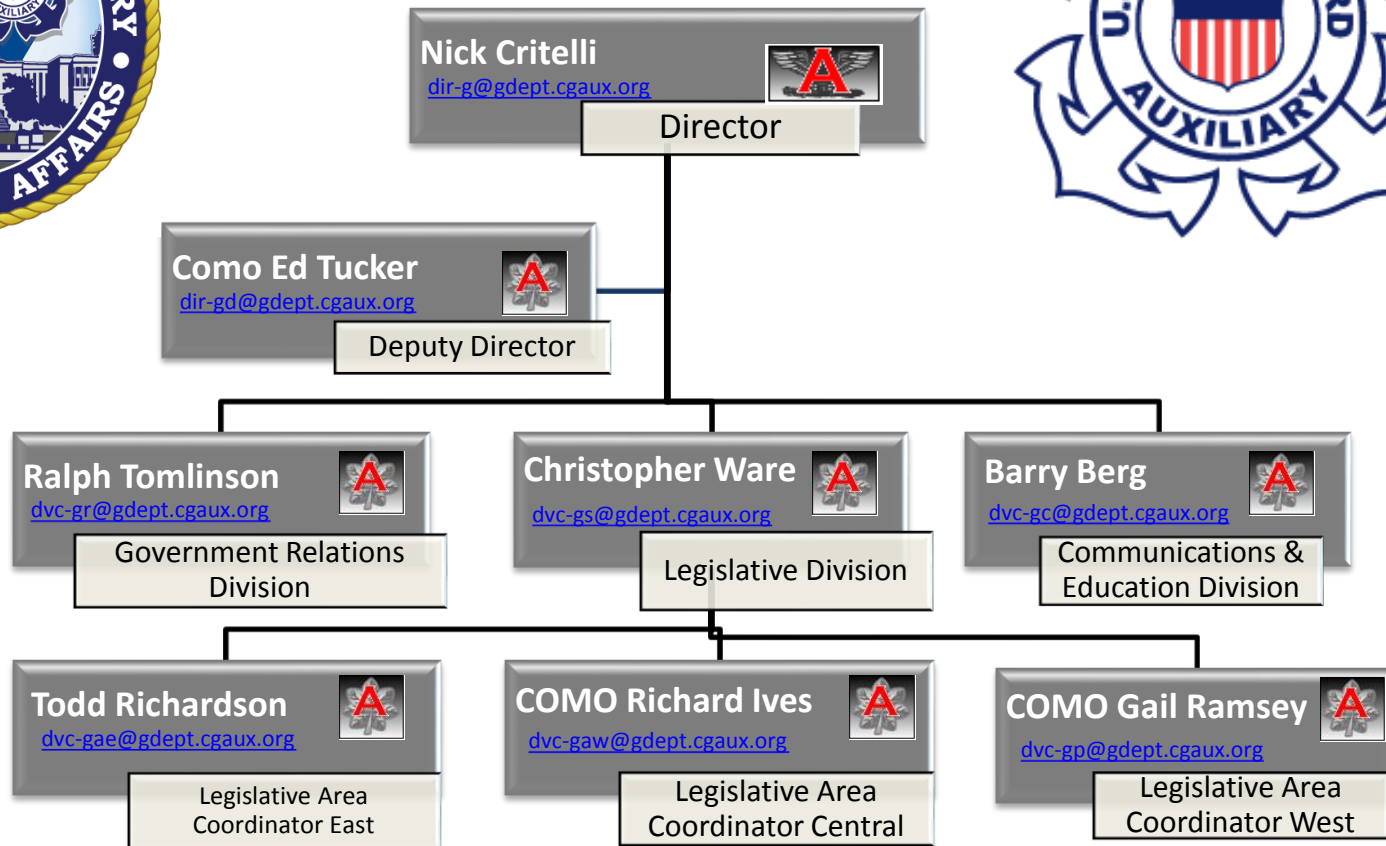 XILIARY
RY • AFFAIRS
U. RD
AUXILIARY
Nick Critelli
dir-g@gdept.cgaux.org
A
Director
Como Ed Tucker
dir-gd@gdept.cgaux.org
A
Deputy Director
Ralph Tomlinson
dvc-gr@gdept.cgaux.org
A
Government Relations
Division
Christopher Ware
dvc-gs@gdept.cgaux.org
A
Legislative Division
Barry Berg
dvc-gc@gdept.cgaux.org
A
Communications &
Education Division
Todd Richardson
dvc-gae@gdept.cgaux.org
A
Legislative Area
Coordinator East
COMO Richard Ives
dvc-gaw@gdept.cgaux.org
A
Legislative Area
Coordinator Central
COMO Gail Ramsey
dvc-gp@gdept.cgaux.org
A
Legislative Area
Coordinator West